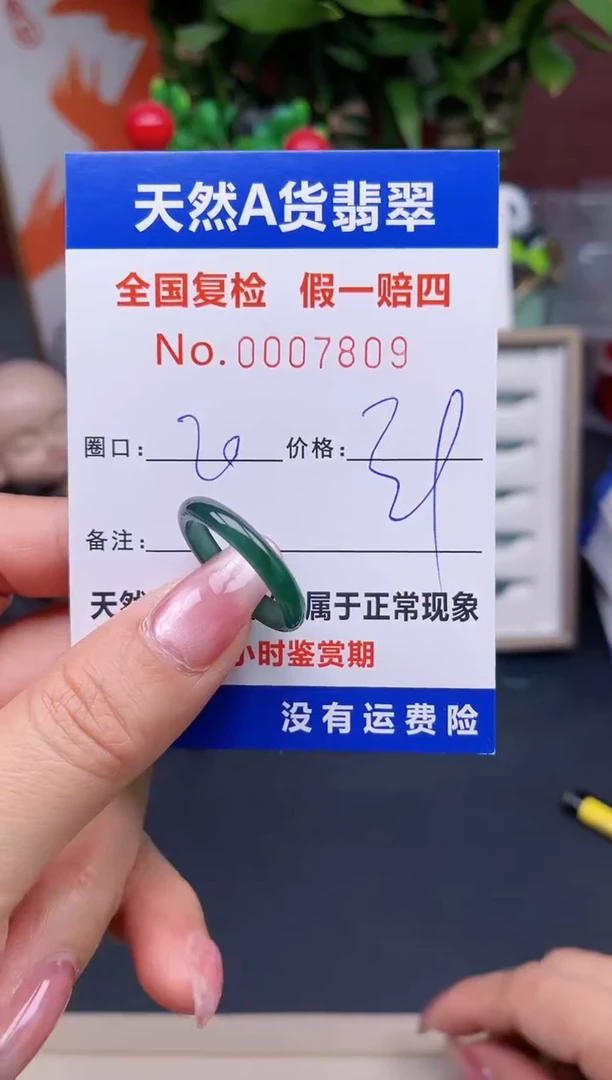 天然A货翡翠
全国复检 假一赔四
No.0007809
圈口: 20 价格:
备注:
天然 属于正常现象
小时鉴赏期
没有运费险